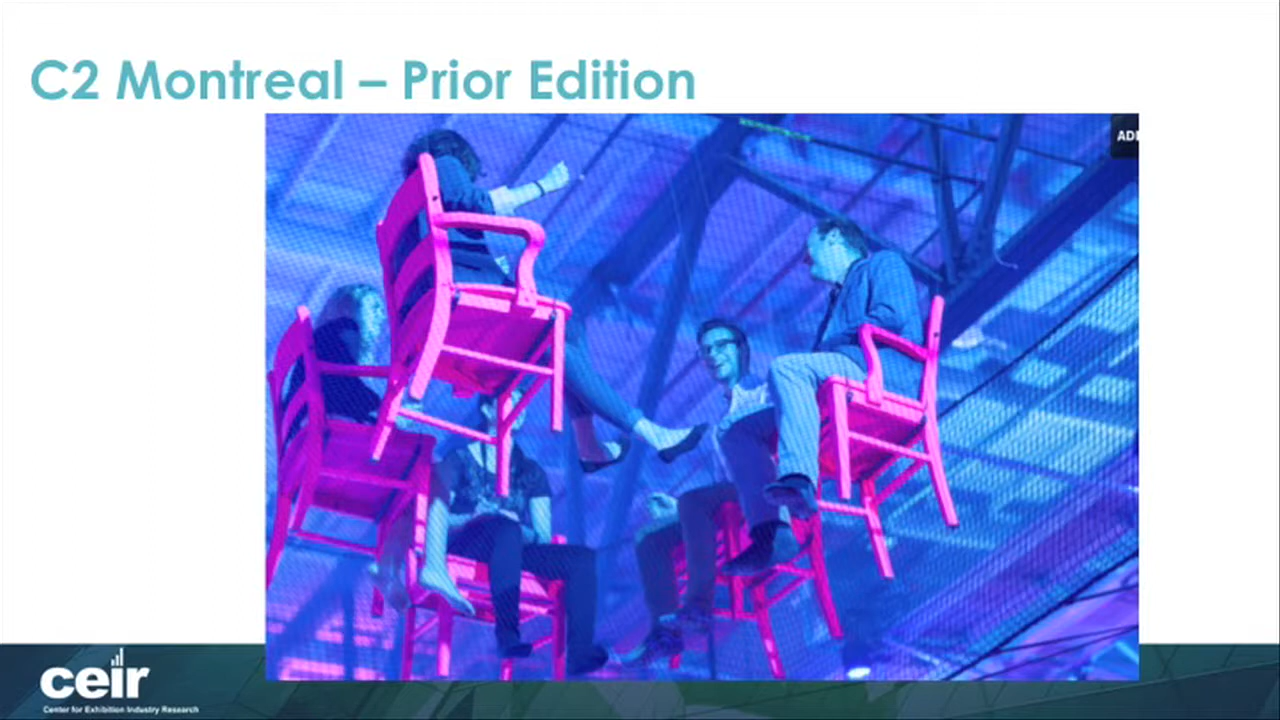 C2 Montreal – Prior Edition
ceir
Center for Exhibition Industry Research